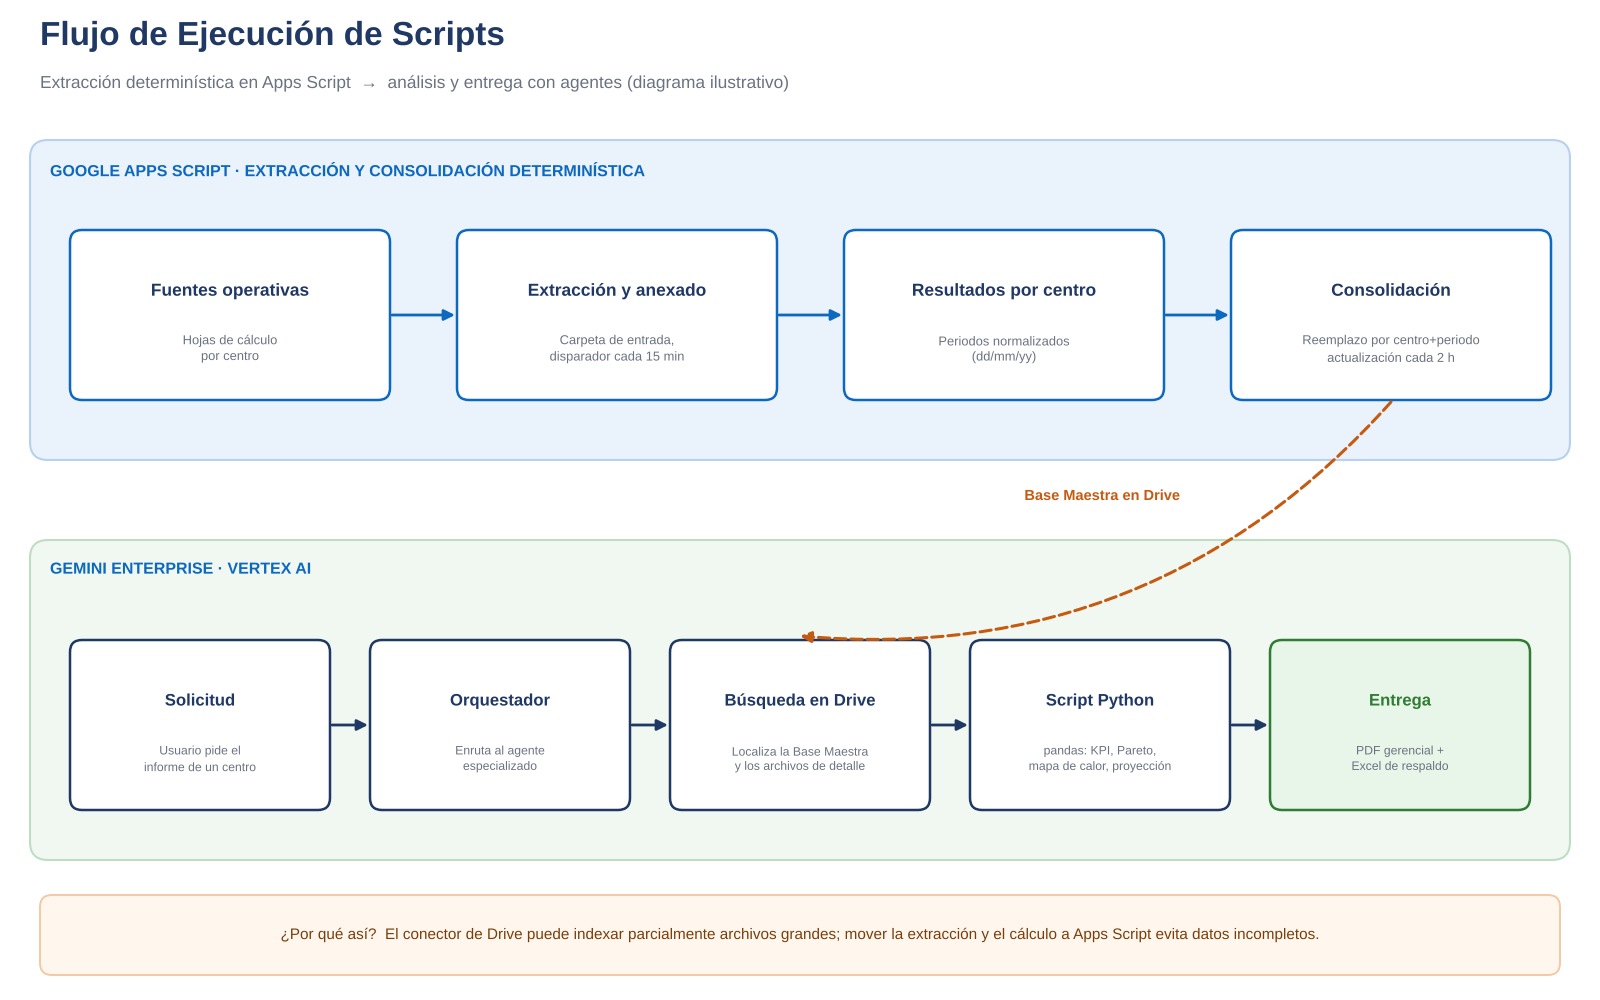 Flujo de Ejecución de Scripts
Extracción determinística en Apps Script → análisis y entrega con agentes (diagrama ilustrativo)
GOOGLE APPS SCRIPT · EXTRACCIÓN Y CONSOLIDACIÓN DETERMINÍSTICA
Fuentes operativas
Hojas de cálculo
por centro
Extracción y anexado
Carpeta de entrada,
disparador cada 15 min
Resultados por centro
Periodos normalizados
(dd/mm/yy)
Consolidación
Reemplazo por centro+periodo
actualización cada 2 h
Base Maestra en Drive
GEMINI ENTERPRISE · VERTEX AI
Solicitud
Usuario pide el
informe de un centro
Orquestador
Enruta al agente
especializado
Búsqueda en Drive
Localiza la Base Maestra
y los archivos de detalle
Script Python
pandas: KPI, Pareto,
mapa de calor, proyección
Entrega
PDF gerencial +
Excel de respaldo
¿Por qué así? El conector de Drive puede indexar parcialmente archivos grandes; mover la extracción y el cálculo a Apps Script evita datos incompletos.